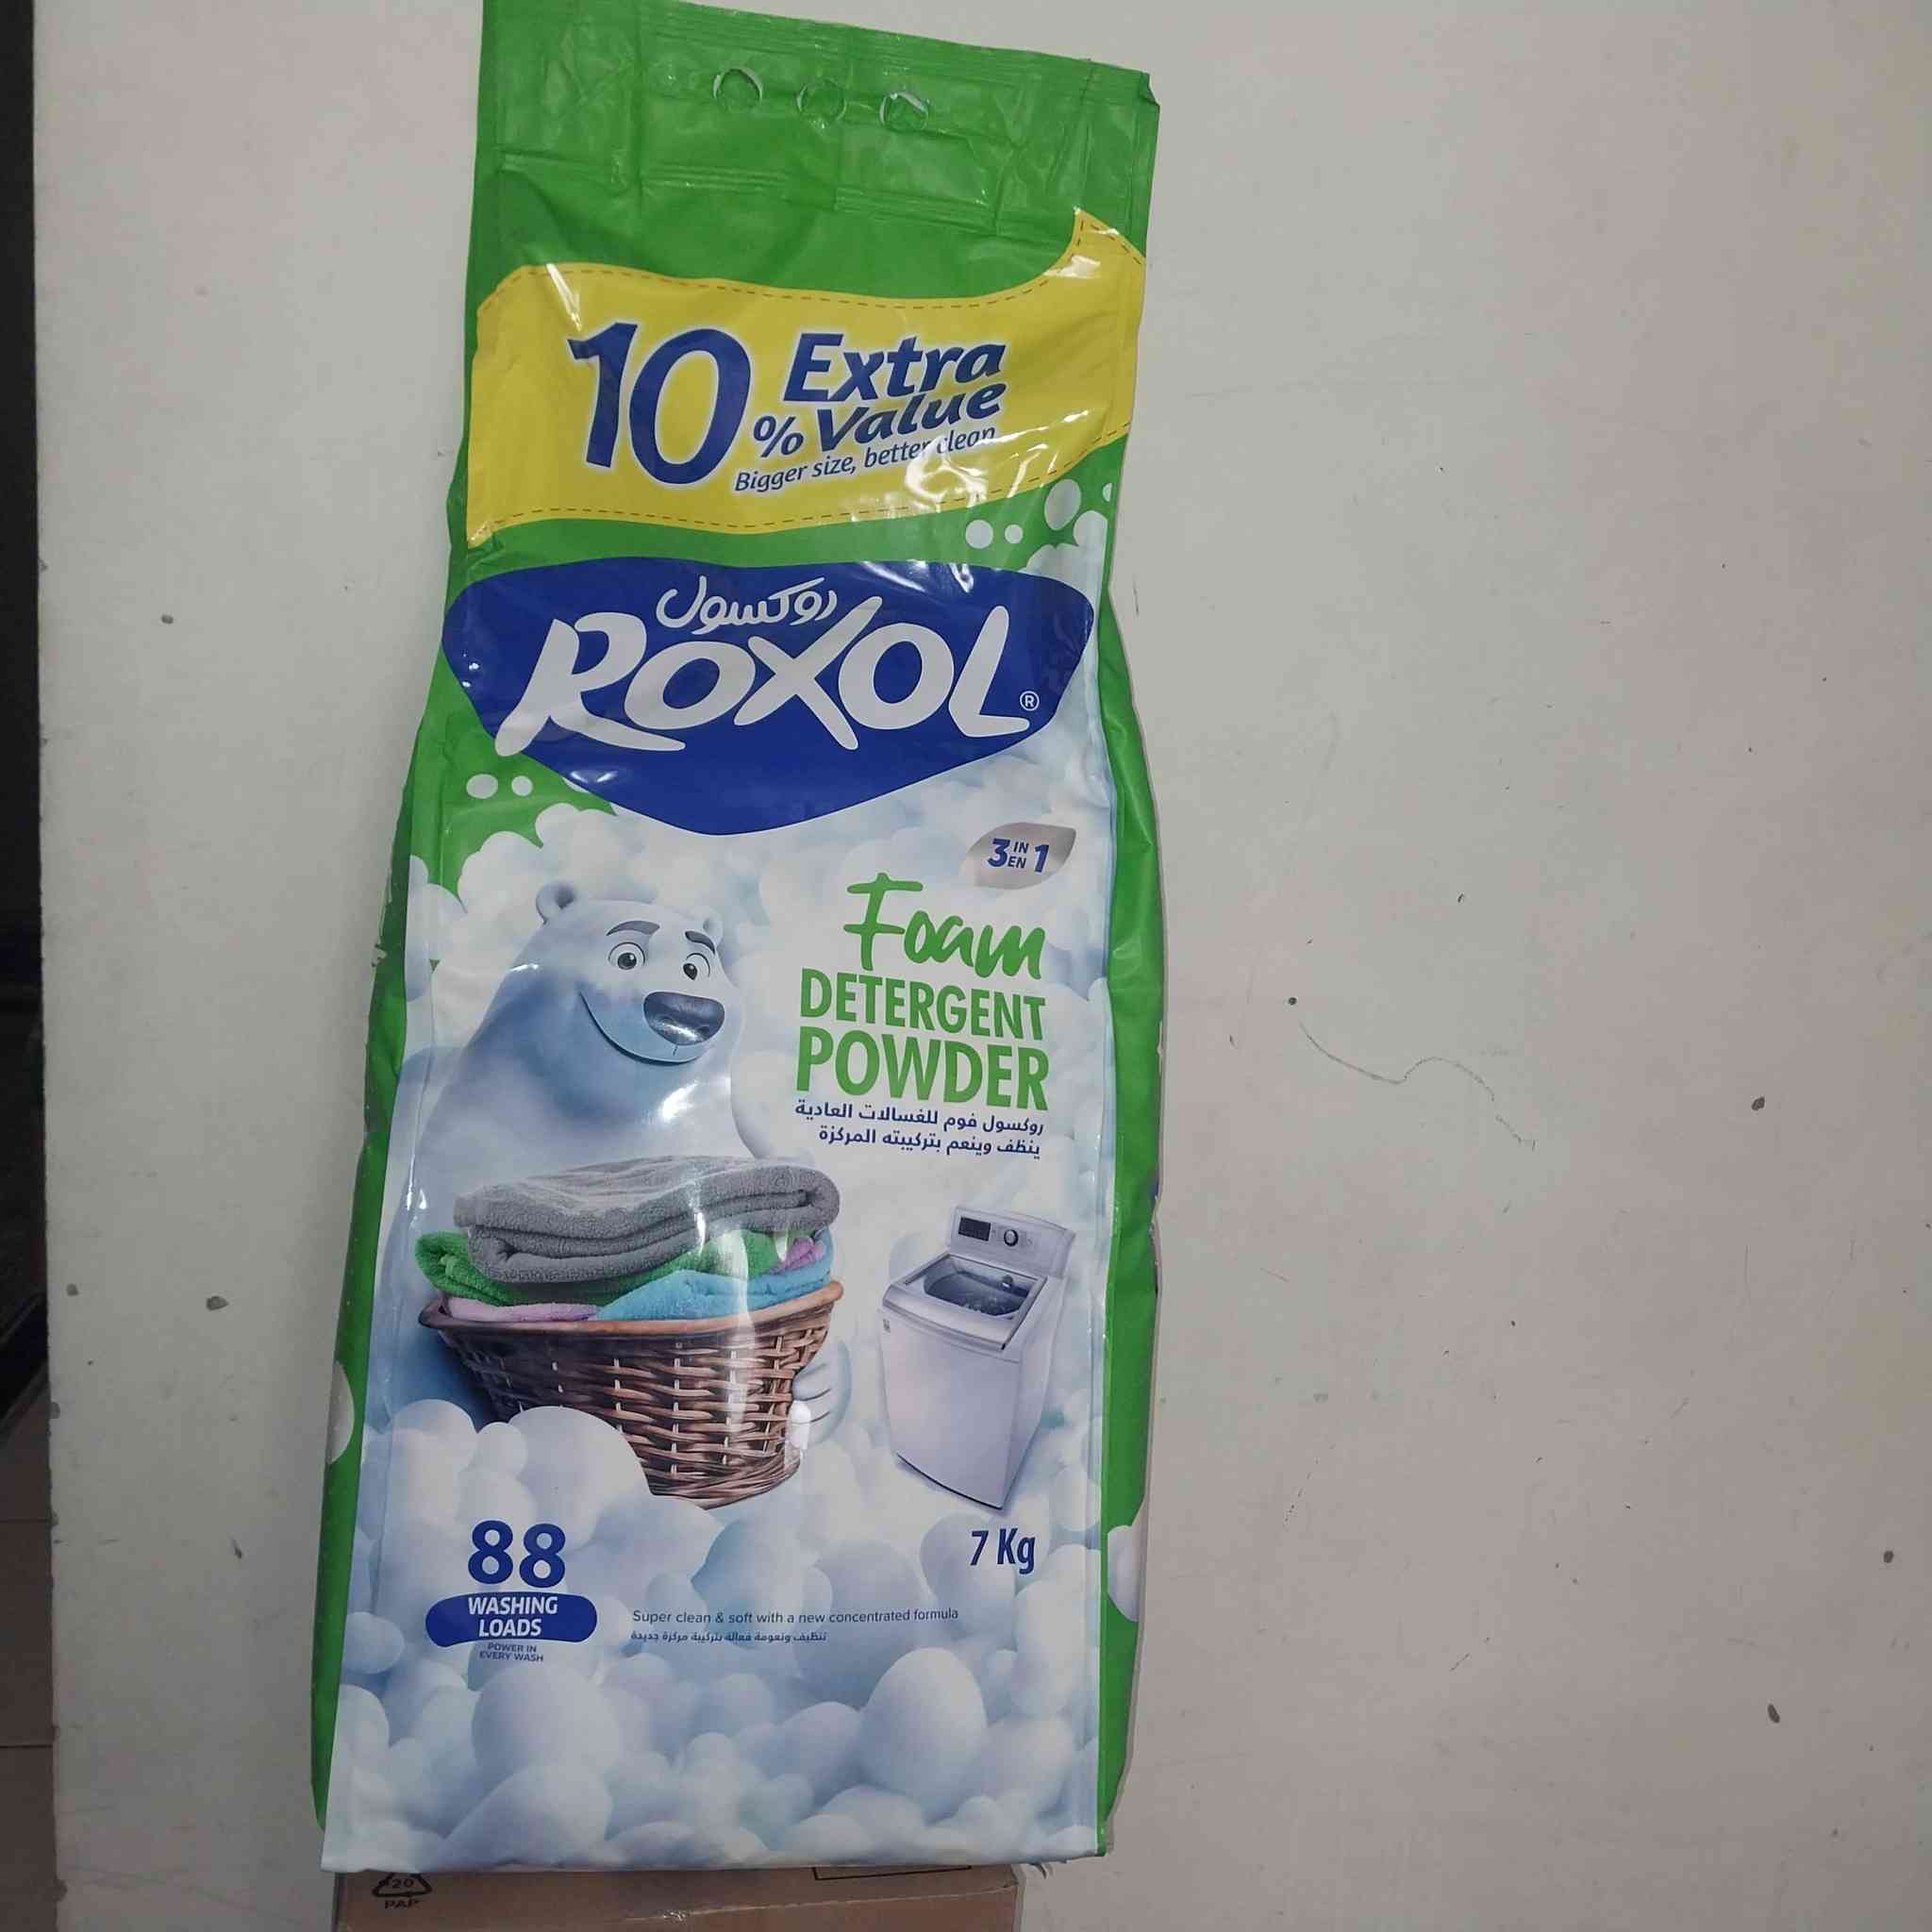 10% Extra
Value
Bigger size, better clean
روكسول
ROXOL®
3 IN EN 1
Foam
DETERGENT
POWDER
روكسول فوم للغسالات العادية
ينظف وينعم بتركيبته المركزة
7 Kg
88
WASHING
LOADS
POWER IN
EVERY WASH
Super clean & soft with a new concentrated formula
تنظيف ونعومة فعالة بتركيبة مركزة جديدة
20
PAP